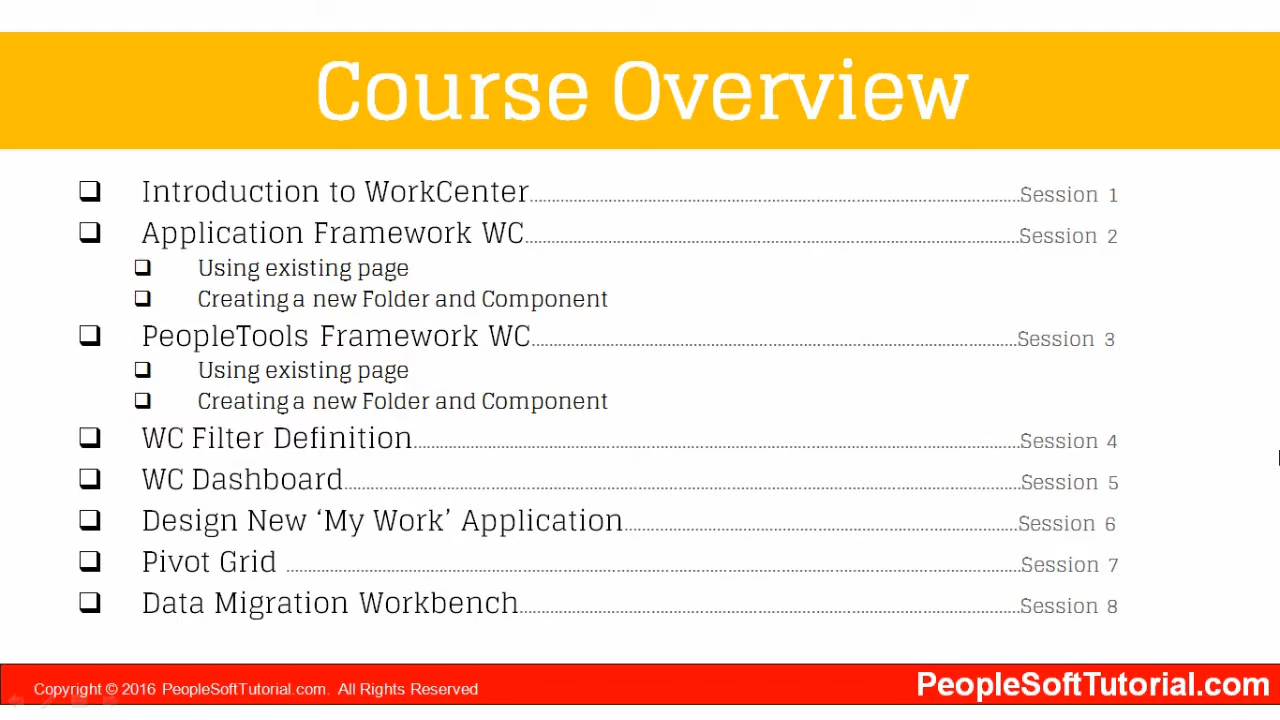 Course Overview
Introduction to WorkCenter Session 1
Application Framework WC Session 2
Using existing page
Creating a new Folder and Component
PeopleTools Framework WC Session 3
Using existing page
Creating a new Folder and Component
WC Filter Definition Session 4
WC Dashboard Session 5
Design New ‘My Work’ Application Session 6
Pivot Grid Session 7
Data Migration Workbench Session 8
Copyright © 2016 PeopleSoftTutorial.com. All Rights Reserved
PeopleSoftTutorial.com